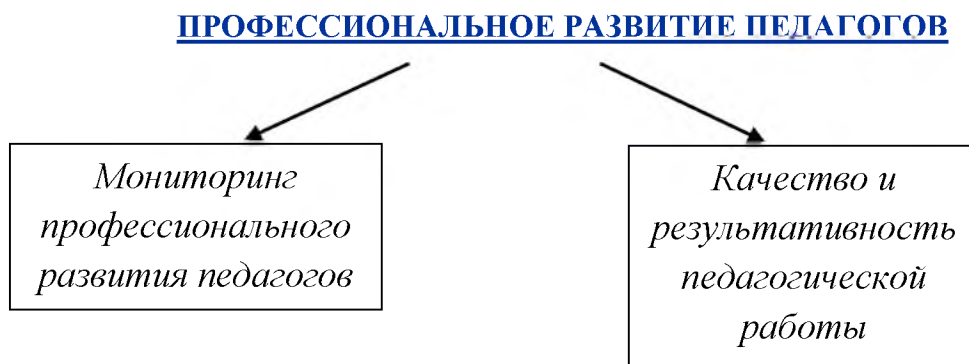 ПРОФЕССИОНАЛЬНОЕ РАЗВИТИЕ ПЕДАГОГОВ
Мониторинг
профессионального
развития педагогов
Качество и
результативность
педагогической
работы